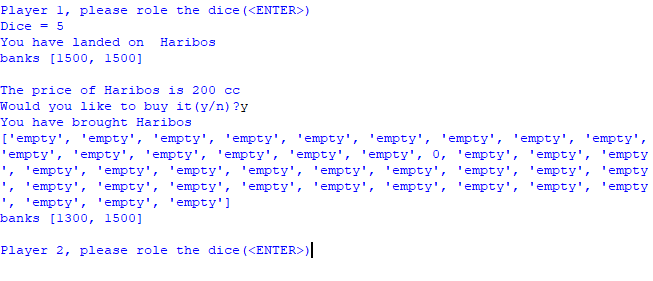 Player 1, please role the dice(<ENTER>)
Dice = 5
You have landed on  Haribos
banks [1500, 1500]
The price of Haribos is 200 cc
Would you like to buy it(y/n)?y
You have brought Haribos
['empty', 'empty', 'empty', 'empty', 'empty', 'empty', 'empty', 'empty', 'empty',
'empty', 'empty', 'empty', 'empty', 'empty', 'empty', 0, 'empty', 'empty', 'empty
', 'empty', 'empty', 'empty', 'empty', 'empty', 'empty', 'empty', 'empty', 'empty
', 'empty', 'empty', 'empty', 'empty', 'empty', 'empty', 'empty', 'empty', 'empty
', 'empty', 'empty', 'empty']
banks [1300, 1500]
Player 2, please role the dice(<ENTER>)